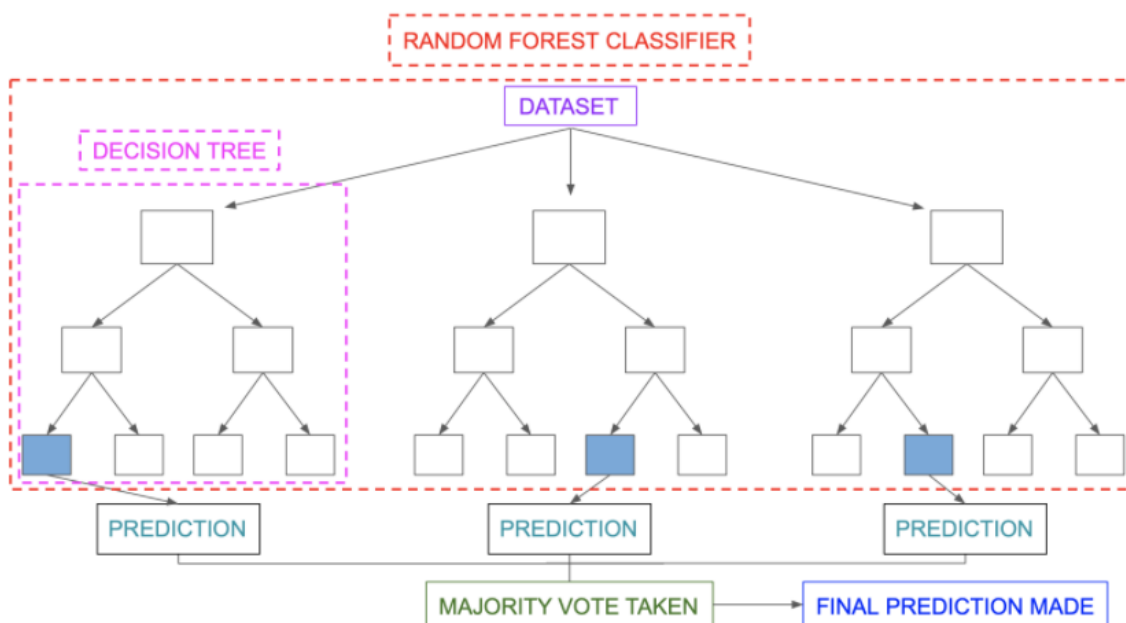 RANDOM FOREST CLASSIFIER
DATASET
DECISION TREE
PREDICTION
PREDICTION
PREDICTION
MAJORITY VOTE TAKEN
FINAL PREDICTION MADE